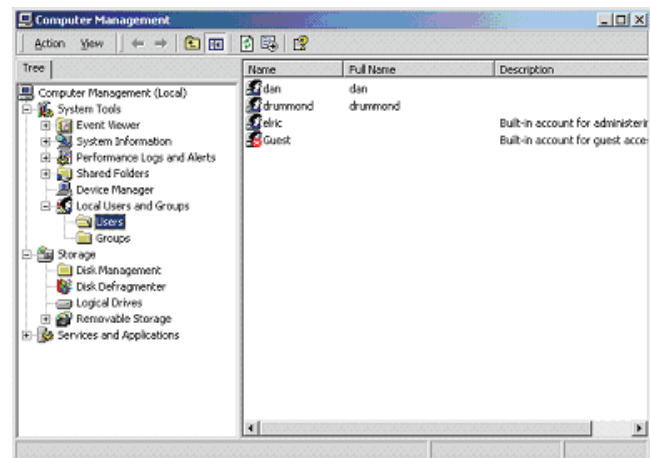 Computer Management
Action View
Tree
Name Full Name Description
Computer Management (Local)
System Tools
Event Viewer
System Information
Performance Logs and Alerts
Shared Folders
Device Manager
Local Users and Groups
Users
Groups
Storage
Disk Management
Disk Defragmenter
Logical Drives
Removable Storage
Services and Applications
dan dan
drummond drummond
elric Built-in account for administerin
Guest Built-in account for guest acce